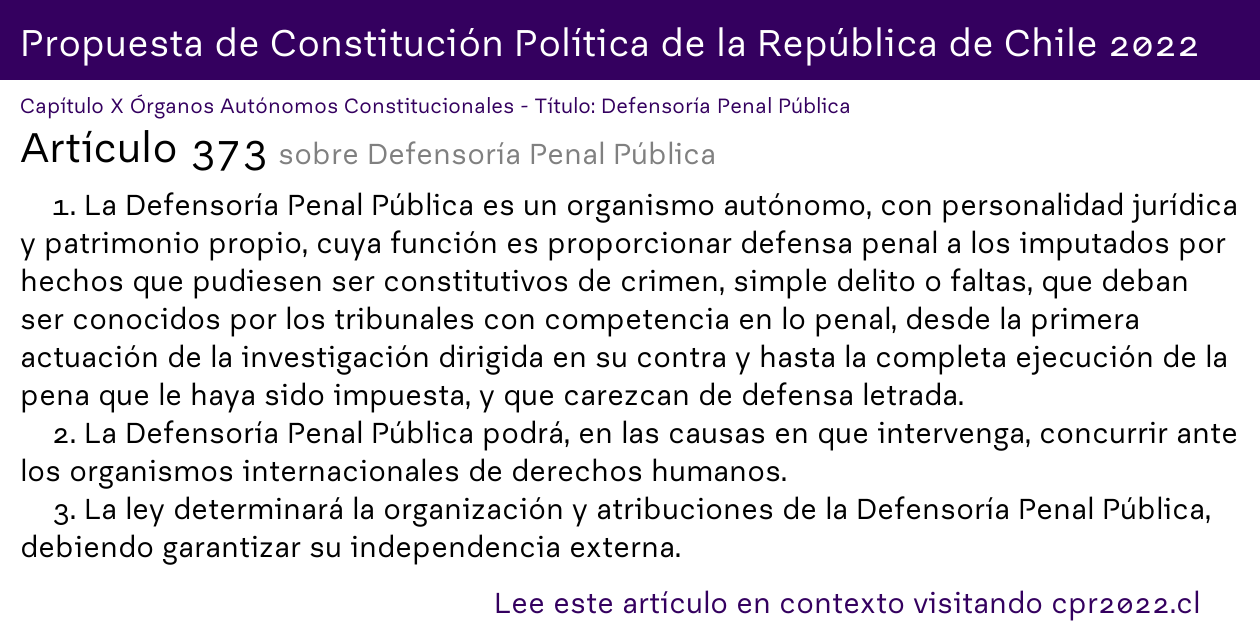 Propuesta de Constitución Política de la República de Chile 2022
Capítulo X Órganos Autónomos Constitucionales - Título: Defensoría Penal Pública
Artículo 373 sobre Defensoría Penal Pública
1. La Defensoría Penal Pública es un organismo autónomo, con personalidad jurídica
y patrimonio propio, cuya función es proporcionar defensa penal a los imputados por
hechos que pudiesen ser constitutivos de crimen, simple delito o faltas, que deban
ser conocidos por los tribunales con competencia en lo penal, desde la primera
actuación de la investigación dirigida en su contra y hasta la completa ejecución de la
pena que le haya sido impuesta, y que carezcan de defensa letrada.
2. La Defensoría Penal Pública podrá, en las causas en que intervenga, concurrir ante
los organismos internacionales de derechos humanos.
3. La ley determinará la organización y atribuciones de la Defensoría Penal Pública,
debiendo garantizar su independencia externa.
Lee este artículo en contexto visitando cpr2022.cl